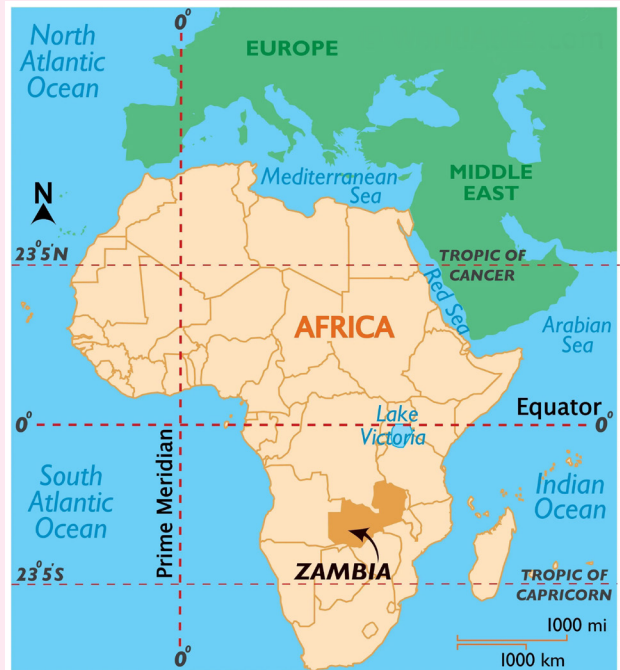 0°
North
Atlantic
Ocean
EUROPE
MIDDLE
EAST
Mediterranean
Sea
N
23°5'N
TROPIC OF
CANCER
Red Sea
AFRICA
Arabian
Sea
Lake
Victoria
Equator
0°
0°
South
Atlantic
Ocean
Prime Meridian
Indian
Ocean
ZAMBIA
23°5'S
TROPIC OF
CAPRICORN
1000 mi
1000 km
0°